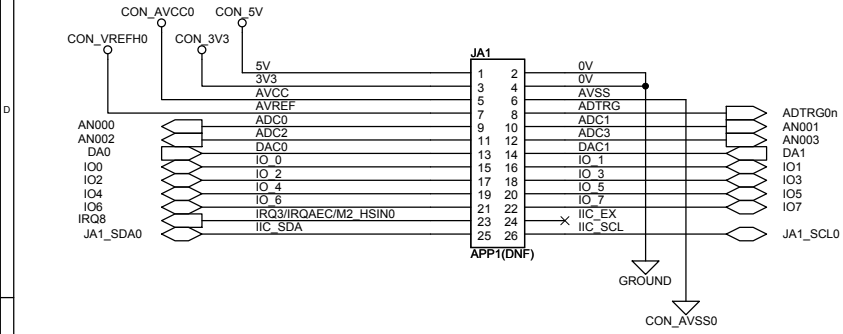 CON_AVCC0 CON_5V
CON_VREFH0 CON_3V3
JA1
5V 1 2 0V
3V3 3 4 0V
AVCC 5 6 AVSS
AVREF 7 8 ADTRG ADTRG0n
AN000 ADC0 9 10 ADC1 AN001
AN002 ADC2 11 12 ADC3 AN003
DA0 DAC0 13 14 DAC1 DA1
IO0 IO_0 15 16 IO_1 IO1
IO2 IO_2 17 18 IO_3 IO3
IO4 IO_4 19 20 IO_5 IO5
IO6 IO_6 21 22 IO_7 IO7
IRQ8 IRQ3/IRQAEC/M2_HSIN0 23 24 IIC_EX
JA1_SDA0 IIC_SDA 25 26 IIC_SCL JA1_SCL0
APP1(DNF)
GROUND
CON_AVSS0
D